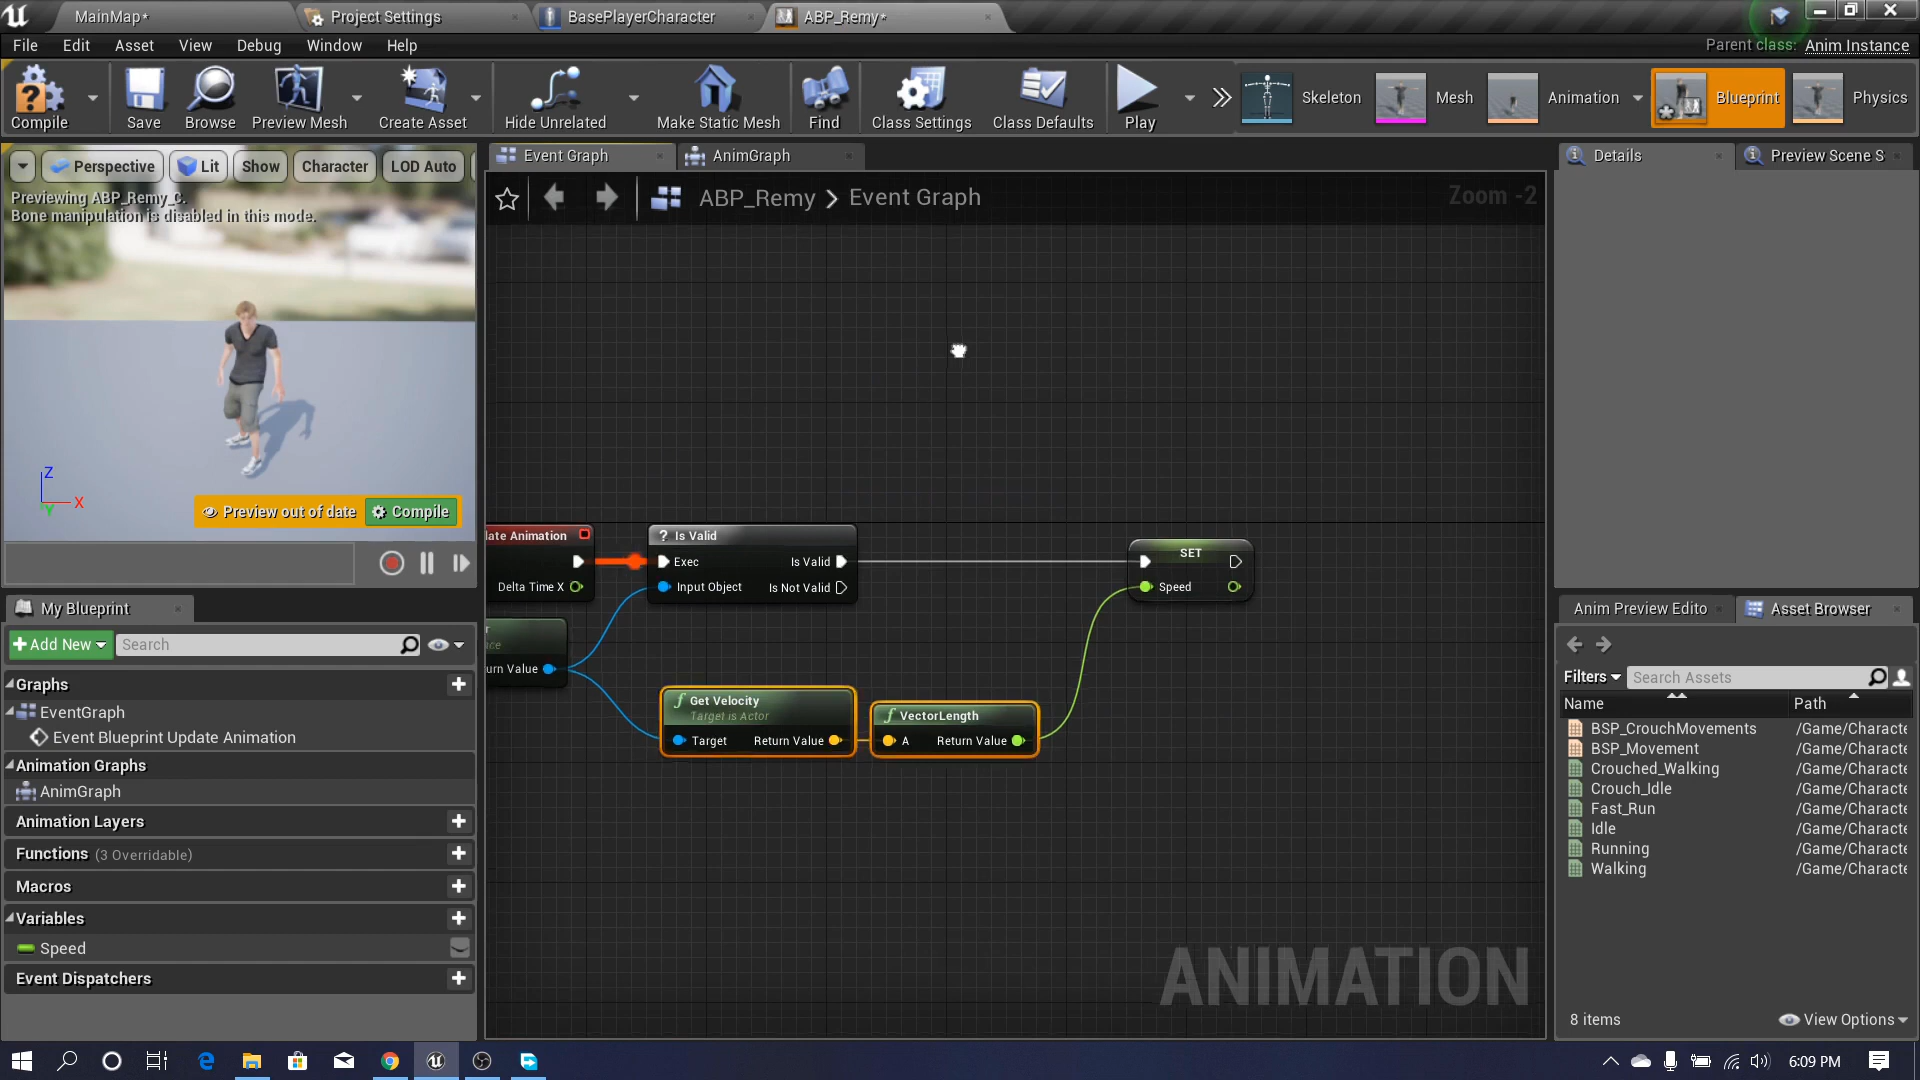 MainMap*
Project Settings
BasePlayerCharacter
ABP_Remy*
File Edit Asset View Debug Window Help
Parent class: Anim Instance
Compile
Save
Browse
Preview Mesh
Create Asset
Hide Unrelated
Make Static Mesh
Find
Class Settings
Class Defaults
Play
Skeleton
Mesh
Animation
Blueprint
Physics
Perspective
Lit
Show
Character
LOD Auto
Previewing ABP_Remy_C.
Bone manipulation is disabled in this mode.
Z
X
Y
Preview out of date
Compile
Event Graph
AnimGraph
ABP_Remy > Event Graph
Zoom -2
late Animation
Delta Time X
? Is Valid
Exec Is Valid
Input Object Is Not Valid
SET
Speed
r
ce
urn Value
f Get Velocity
Target is Actor
Target Return Value
f VectorLength
A Return Value
ANIMATION
My Blueprint
+ Add New
Search
Graphs
EventGraph
Event Blueprint Update Animation
Animation Graphs
AnimGraph
Animation Layers
Functions (3 Overridable)
Macros
Variables
Speed
Event Dispatchers
Details
Preview Scene S
Anim Preview Edito
Asset Browser
Filters
Search Assets
Name Path
BSP_CrouchMovements /Game/Characte
BSP_Movement /Game/Characte
Crouched_Walking /Game/Characte
Crouch_Idle /Game/Characte
Fast_Run /Game/Characte
Idle /Game/Characte
Running /Game/Characte
Walking /Game/Characte
8 items
View Options
6:09 PM